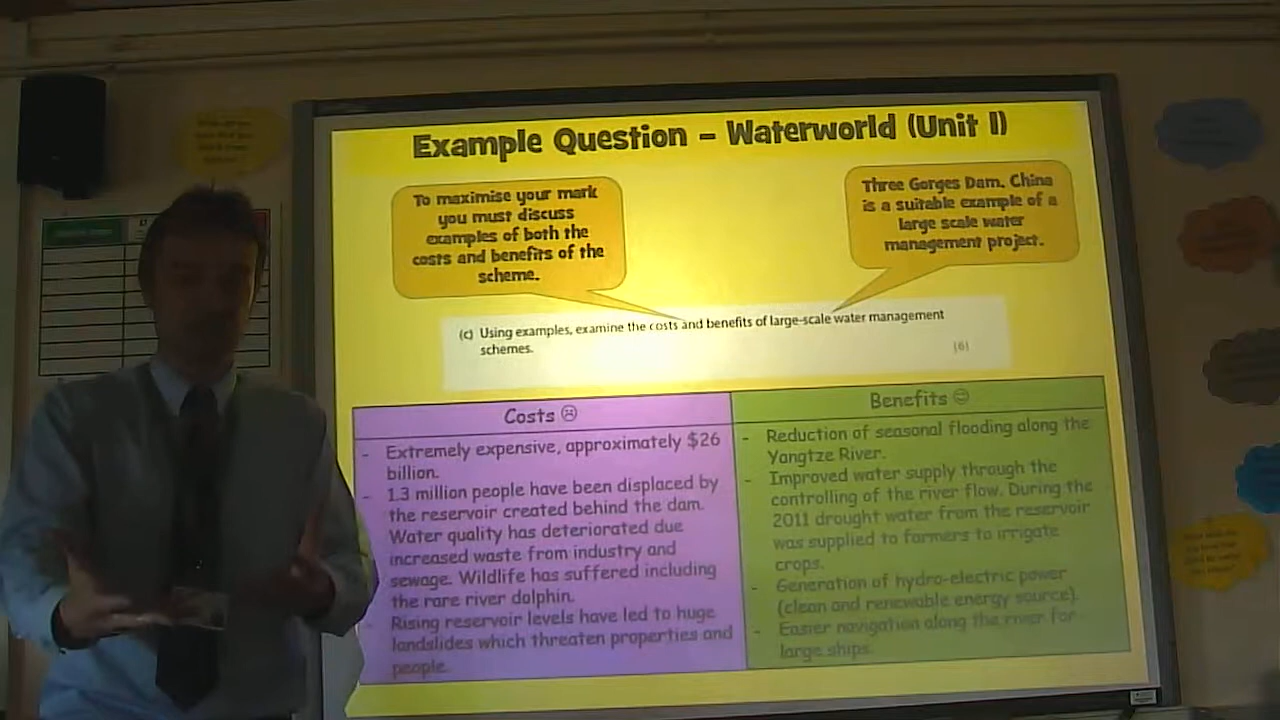 Example Question – Waterworld (Unit 1)
To maximise your mark
you must discuss
examples of both the
costs and benefits of the
scheme.
Three Gorges Dam, China
is a suitable example of a
large scale water
management project.
(c) Using examples, examine the costs and benefits of large-scale water management
schemes.
(6)
Costs ☹
- Extremely expensive, approximately $26
billion.
- 1.3 million people have been displaced by
the reservoir created behind the dam.
Water quality has deteriorated due
increased waste from industry and
sewage. Wildlife has suffered including
the rare river dolphin.
- Rising reservoir levels have led to huge
landslides which threaten properties and
people.
Benefits ☺
- Reduction of seasonal flooding along the
Yangtze River.
- Improved water supply through the
controlling of the river flow. During the
2011 drought water from the reservoir
was supplied to farmers to irrigate
crops.
- Generation of hydro-electric power
(clean and renewable energy source).
- Easier navigation along the river for
large ships.